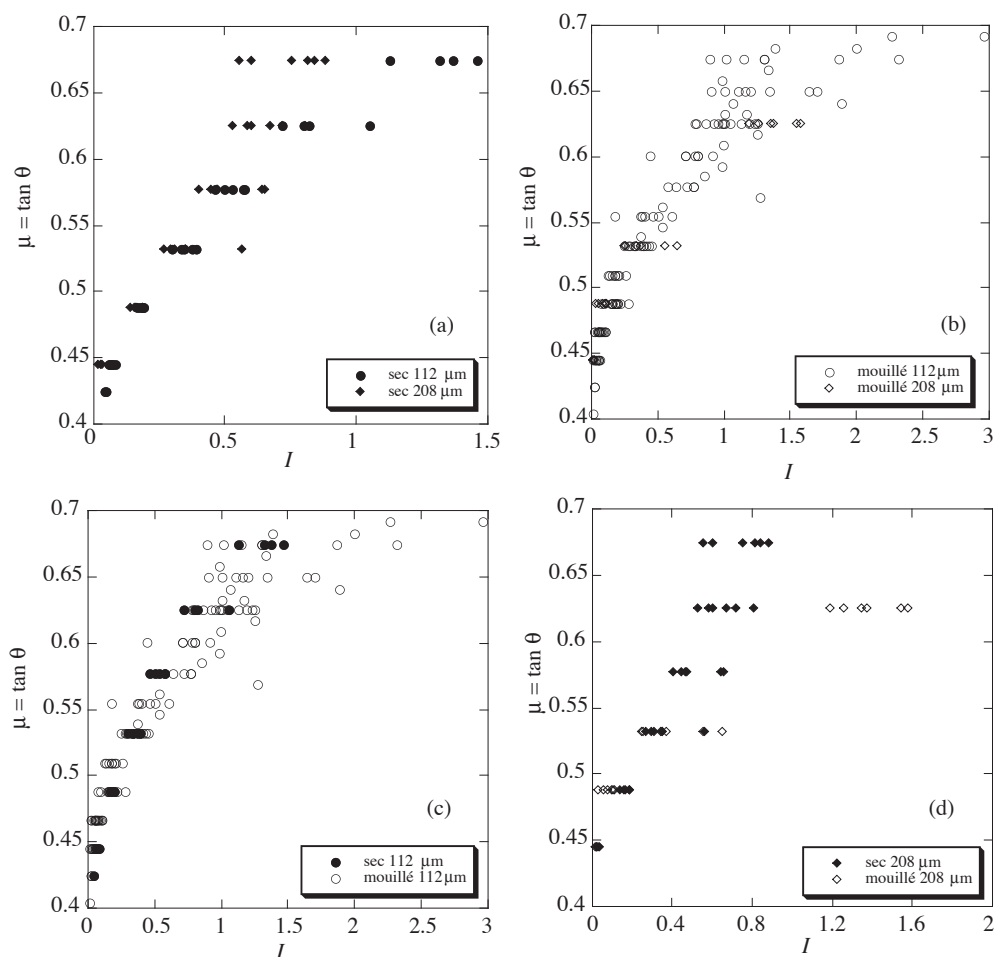 0.7
0.65
0.6
0.55
0.5
0.45
0.4
μ = tan θ
(a)
sec 112 μm
sec 208 μm
0 0.5 1 1.5
I
0.7
0.65
0.6
0.55
0.5
0.45
0.4
μ = tan θ
(b)
mouillé 112μm
mouillé 208 μm
0 0.5 1 1.5 2 2.5 3
I
0.7
0.65
0.6
0.55
0.5
0.45
0.4
μ = tan θ
(c)
sec 112 μm
mouillé 112μm
0 0.5 1 1.5 2 2.5 3
I
0.7
0.65
0.6
0.55
0.5
0.45
0.4
μ = tan θ
(d)
sec 208 μm
mouillé 208 μm
0 0.4 0.8 1.2 1.6 2
I